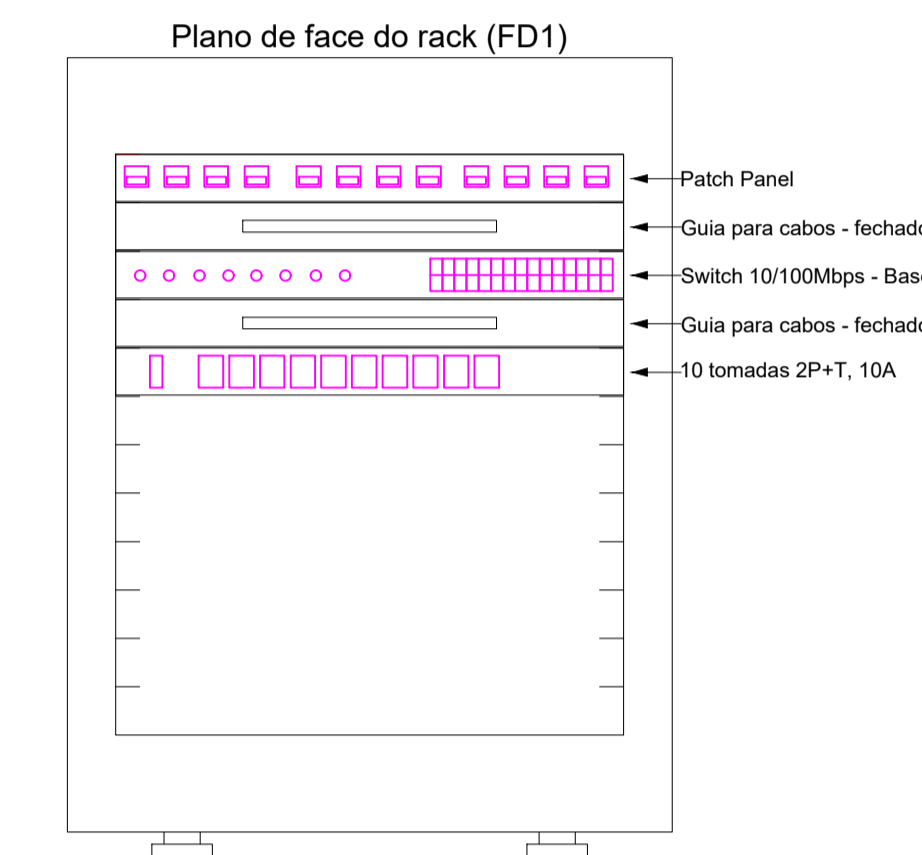 Plano de face do rack (FD1)
Patch Panel
Guia para cabos - fechado
Switch 10/100Mbps - Base
Guia para cabos - fechado
10 tomadas 2P+T, 10A